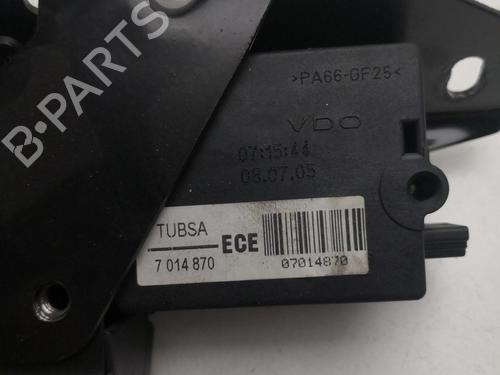 >PA66-GF25<
VDO
07:15:44
08.07.05
TUBSA
ECE
7 014 870
07014870
B-PARTS